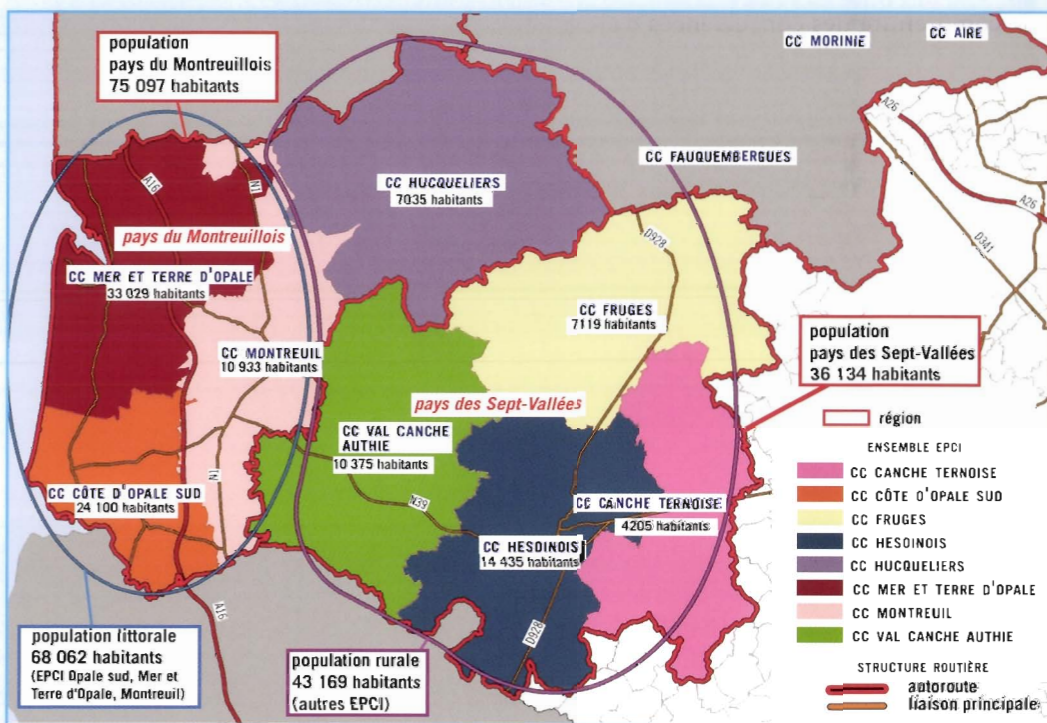 population
pays du Montreuillois
75 097 habitants
CC MORINIE
CC AIRE
A26
A26
D341
CC FAUQUEMBERGUES
A16
N1
CC HUCQUELIERS
7035 habitants
D928
pays du Montreuillois
CC MER ET TERRE D'OPALE
33 029 habitants
CC FRUGES
7119 habitants
CC MONTREUIL
10 933 habitants
population
pays des Sept-Vallées
36 134 habitants
pays des Sept-Vallées
CC VAL CANCHE
AUTHIE
10 375 habitants
N1
N39
CC CÔTE D'OPALE SUD
24 100 habitants
CC CANCHE TERNOISE
4205 habitants
CC HESDINOIS
14 435 habitants
A16
D928
population littorale
68 062 habitants
(EPCI Opale sud, Mer et
Terre d'Opale, Montreuil)
population rurale
43 169 habitants
(autres EPCI)
région
ENSEMBLE EPCI
CC CANCHE TERNOISE
CC CÔTE D'OPALE SUD
CC FRUGES
CC HESDINOIS
CC HUCQUELIERS
CC MER ET TERRE D'OPALE
CC MONTREUIL
CC VAL CANCHE AUTHIE
STRUCTURE ROUTIÈRE
autoroute
liaison principale